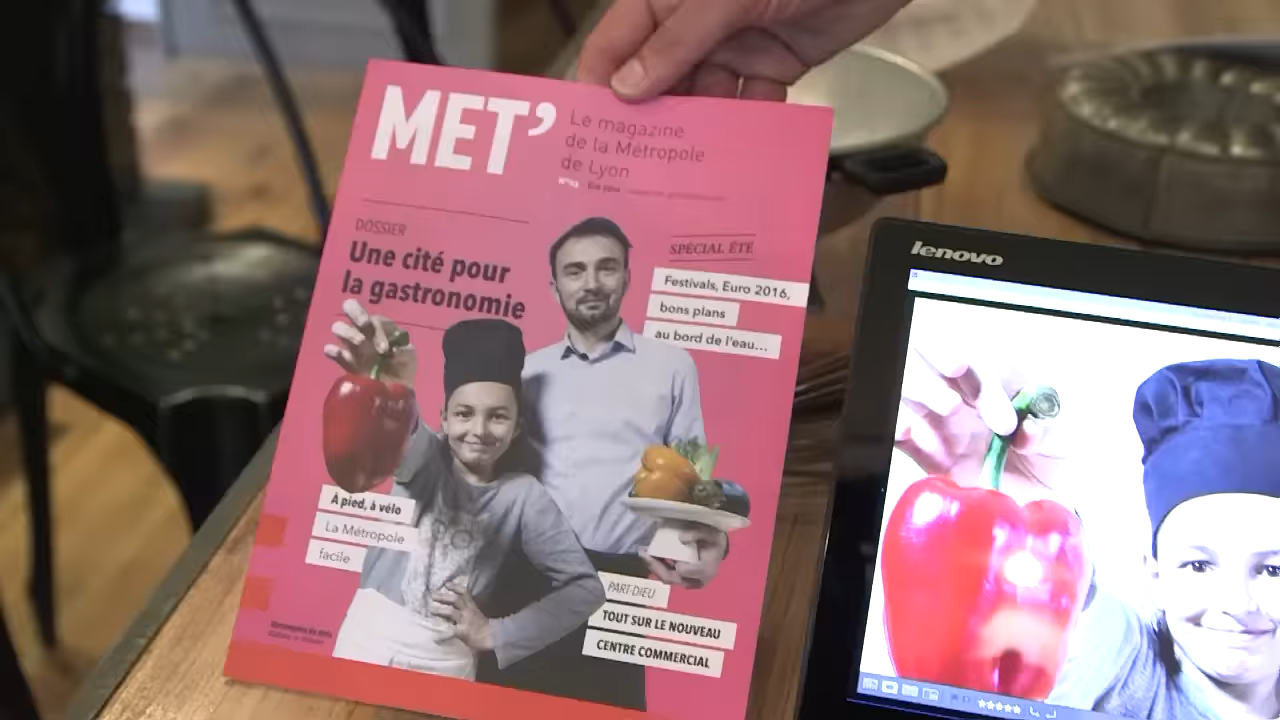 MET'
Le magazine
de la Métropole
de Lyon
DOSSIER
Une cité pour
la gastronomie
SPÉCIAL ÉTÉ
Festivals, Euro 2016,
bons plans
au bord de l'eau...
À pied, à vélo
La Métropole
facile
PART-DIEU
TOUT SUR LE NOUVEAU
CENTRE COMMERCIAL
lenovo